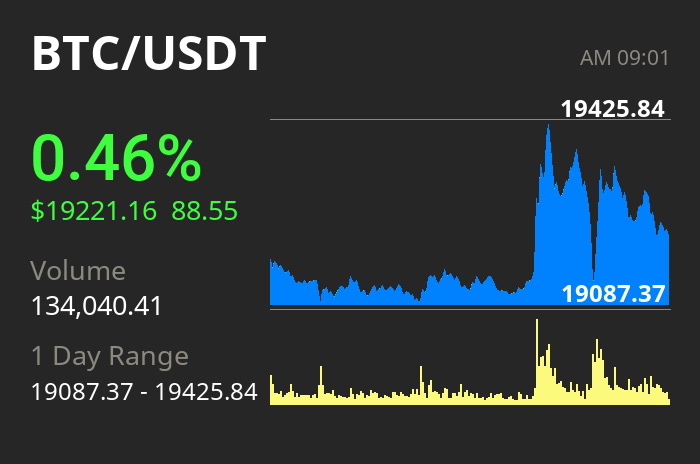 BTC/USDT
AM 09:01
19425.84
0.46%
$19221.16 88.55
Volume
134,040.41
19087.37
1 Day Range
19087.37 - 19425.84